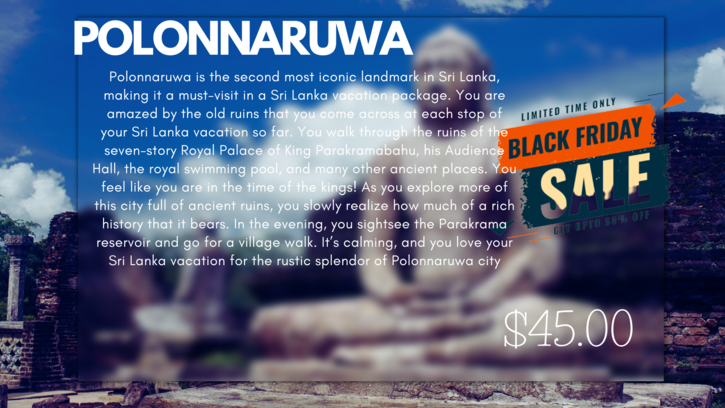 POLONNARUWA
Polonnaruwa is the second most iconic landmark in Sri Lanka,
making it a must-visit in a Sri Lanka vacation package. You are
amazed by the old ruins that you come across at each stop of
your Sri Lanka vacation so far. You walk through the ruins of the
seven-story Royal Palace of King Parakramabahu, his Audience
Hall, the royal swimming pool, and many other ancient places. You
feel like you are in the time of the kings! As you explore more of
this city full of ancient ruins, you slowly realize how much of a rich
history that it bears. In the evening, you sightsee the Parakrama
reservoir and go for a village walk. It’s calming, and you love your
Sri Lanka vacation for the rustic splendor of Polonnaruwa city
LIMITED TIME ONLY
BLACK FRIDAY
SALE
GET UPTO 50% OFF
$45.00